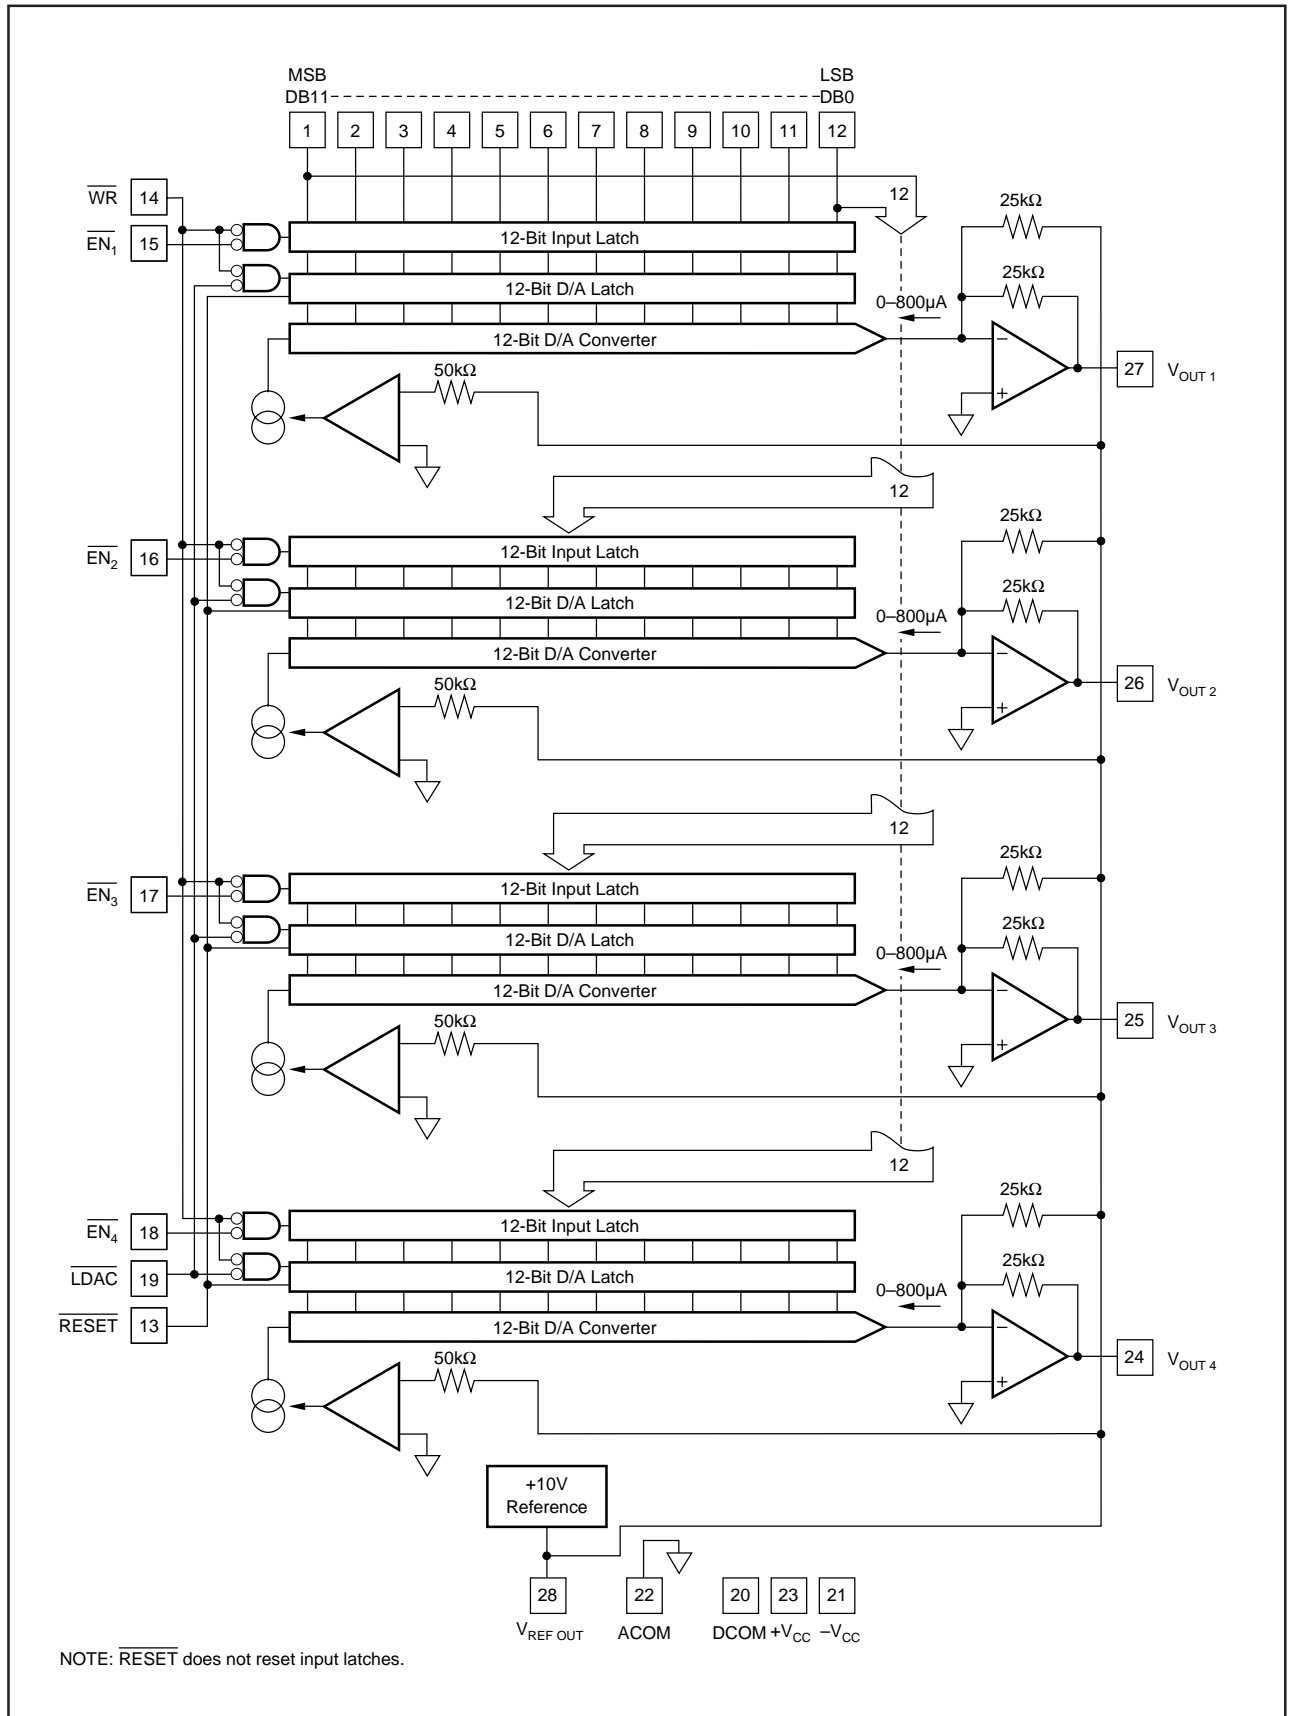 MSB LSB
DB11 DB0
1 2 3 4 5 6 7 8 9 10 11 12
WR 14
12
25kΩ
EN1 15
12-Bit Input Latch
25kΩ
12-Bit D/A Latch
0–800µA
12-Bit D/A Converter
−
50kΩ
27 VOUT 1
+
12
25kΩ
EN2 16
12-Bit Input Latch
25kΩ
12-Bit D/A Latch
0–800µA
12-Bit D/A Converter
−
50kΩ
26 VOUT 2
+
12
25kΩ
EN3 17
12-Bit Input Latch
25kΩ
12-Bit D/A Latch
0–800µA
12-Bit D/A Converter
−
50kΩ
25 VOUT 3
+
12
25kΩ
EN4 18
12-Bit Input Latch
25kΩ
LDAC 19
12-Bit D/A Latch
0–800µA
RESET 13
12-Bit D/A Converter
−
50kΩ
24 VOUT 4
+
+10V
Reference
28 22 20 23 21
VREF OUT ACOM DCOM +VCC –VCC
NOTE: RESET does not reset input latches.